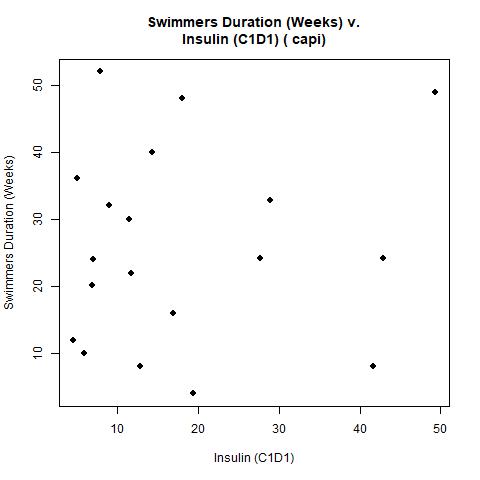 Swimmers Duration (Weeks) v.
Insulin (C1D1) ( capi)
Swimmers Duration (Weeks)
50
40
30
20
10
10
20
30
40
50
Insulin (C1D1)